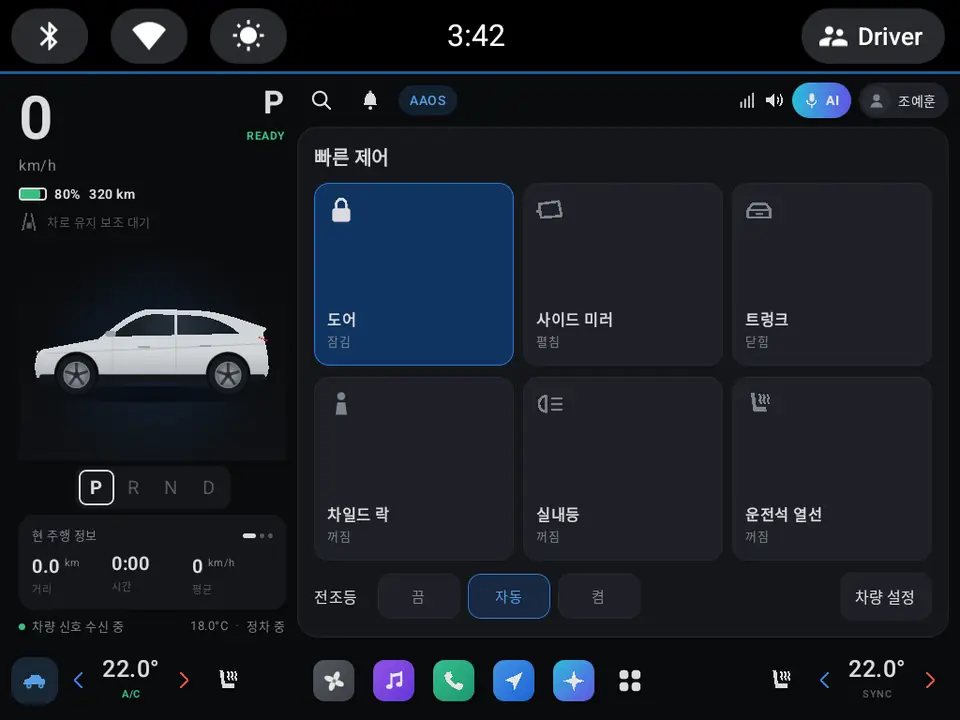 3:42
Driver
0
P
READY
km/h
80% 320 km
차로 유지 보조 대기
AAOS
AI
조예훈
빠른 제어
도어
잠김
사이드 미러
펼침
트렁크
닫힘
차일드 락
꺼짐
실내등
꺼짐
운전석 열선
꺼짐
P R N D
현 주행 정보
0.0 km
거리
0:00
시간
0 km/h
평균
차량 신호 수신 중
18.0°C · 정차 중
전조등
끔
자동
켬
차량 설정
22.0°
A/C
22.0°
SYNC